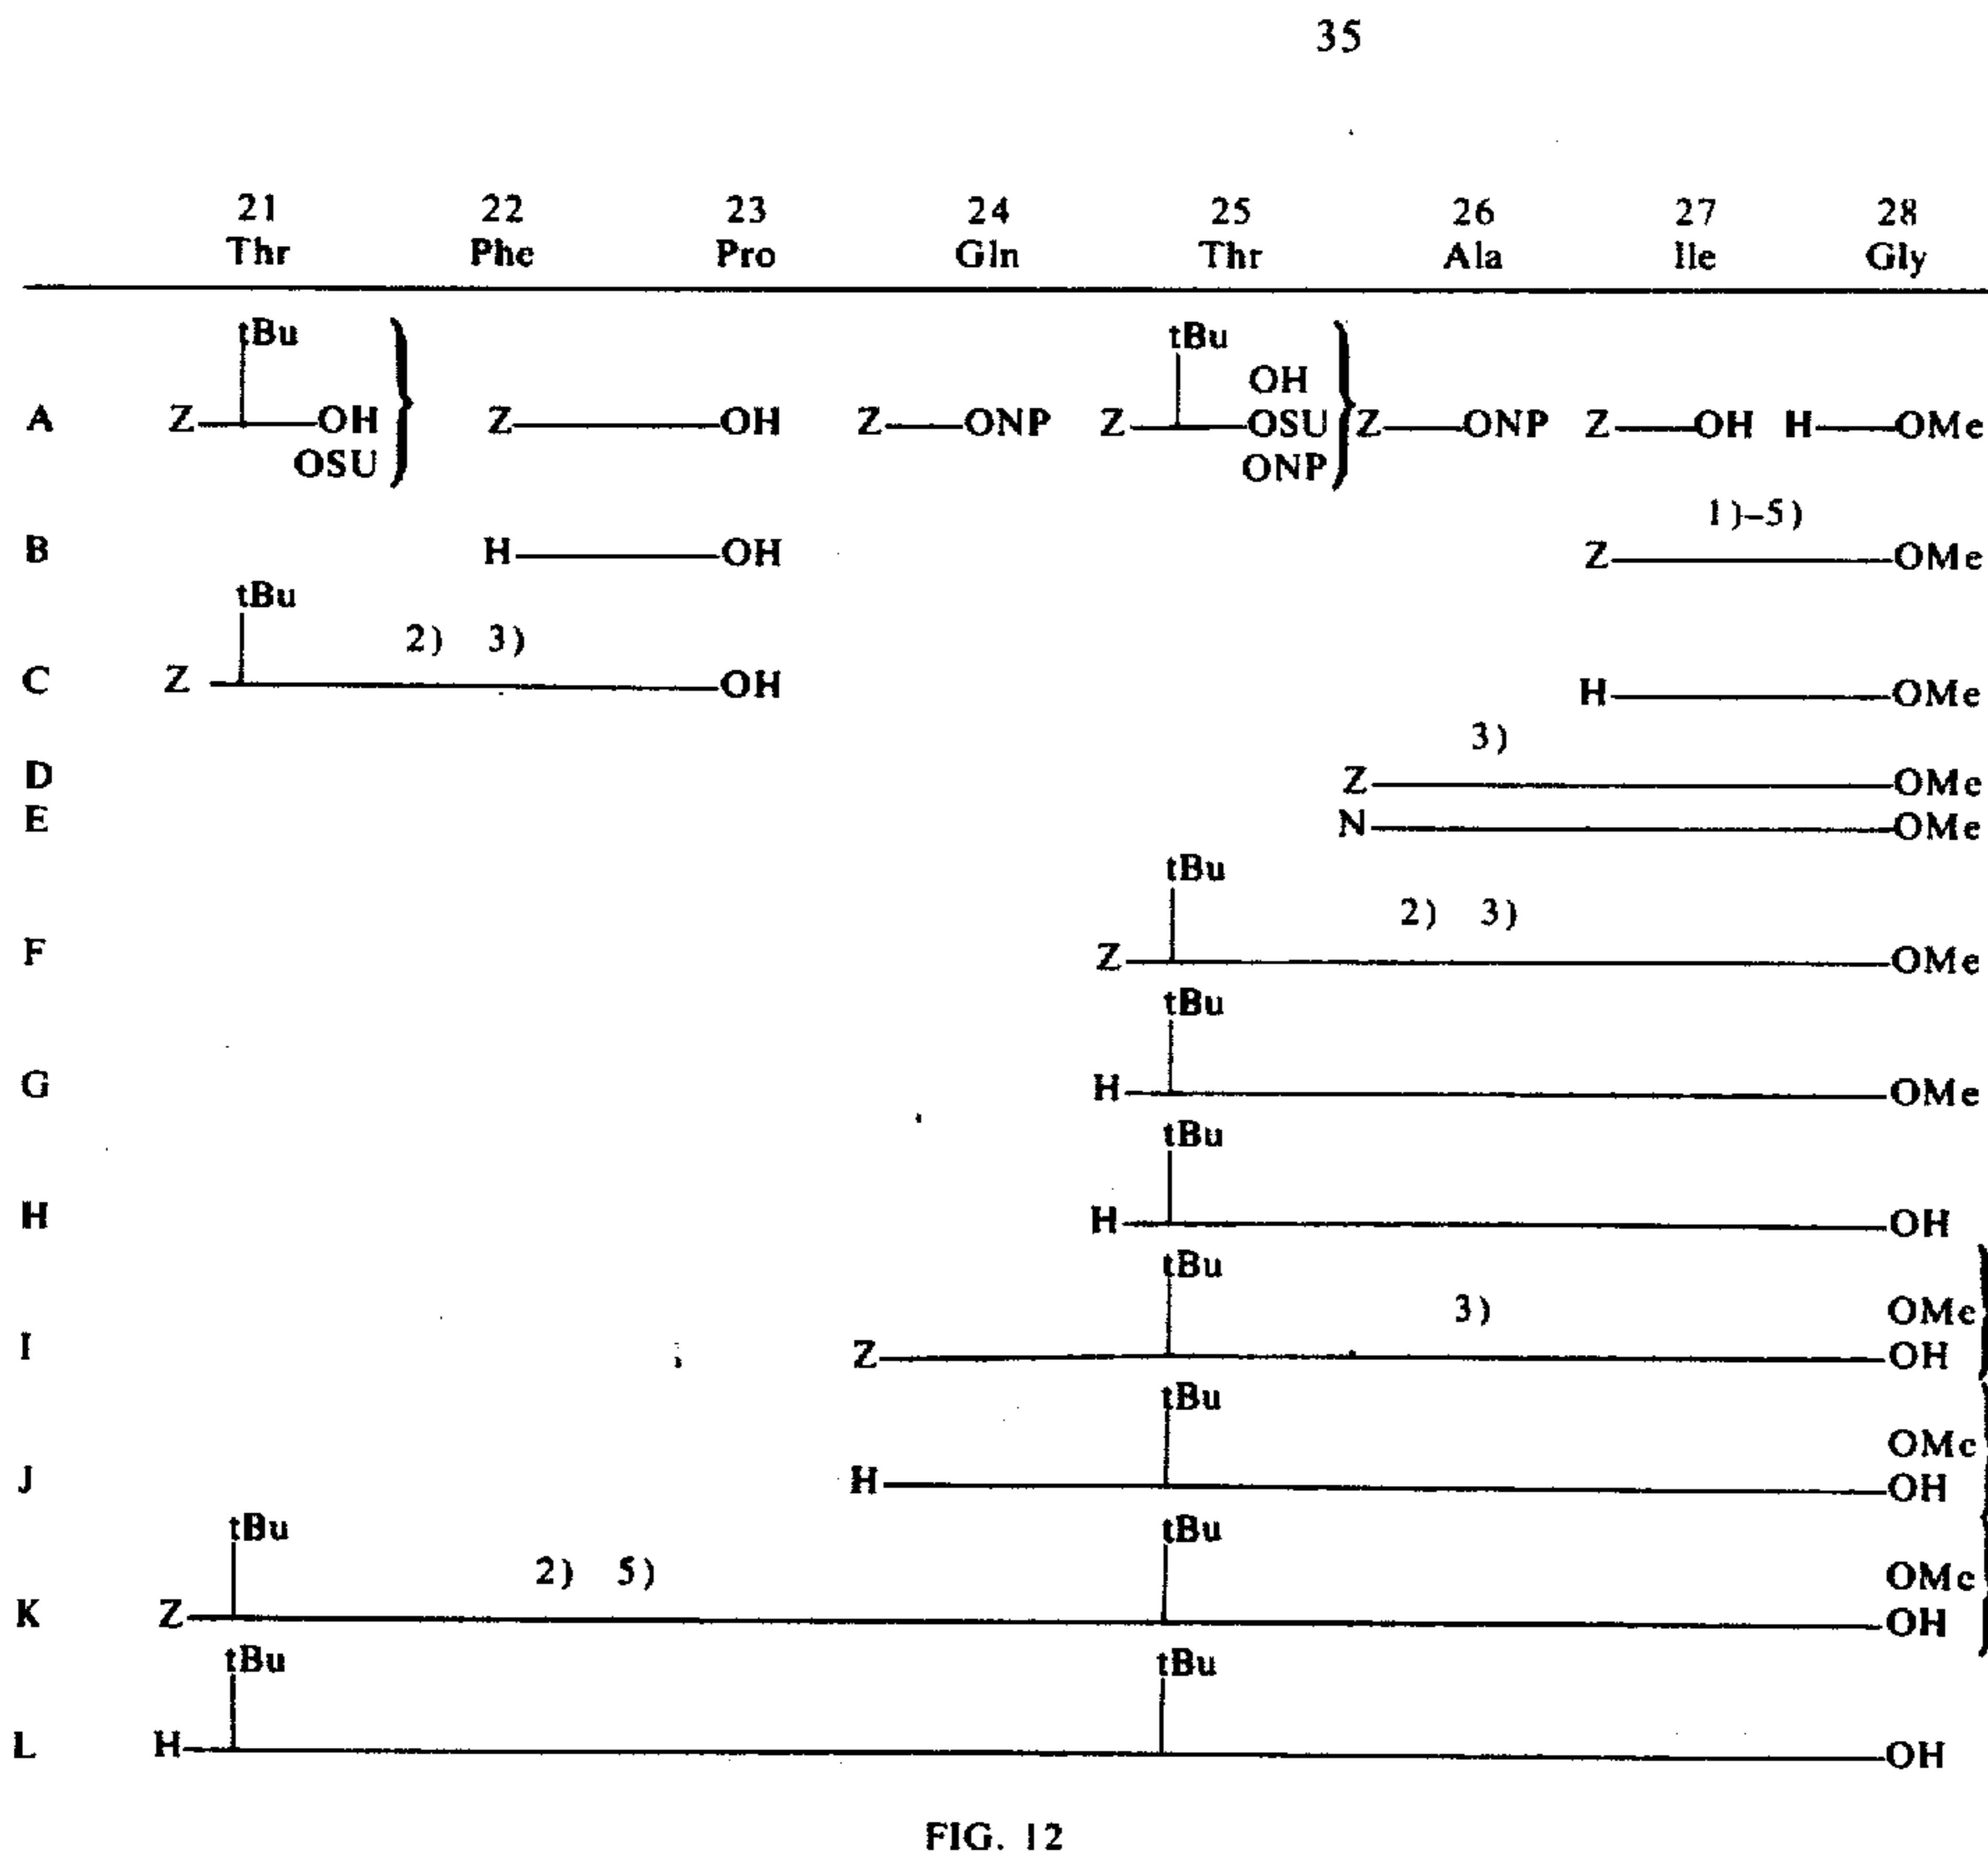 35
21 22 23 24 25 26 27 28
Thr Phe Pro Gln Thr Ala Ile Gly
tBu tBu
OH
A Z OH Z OH Z ONP Z OSU Z ONP Z OH H OMe
OSU ONP
1)–5)
B H OH Z OMe
tBu
2) 3)
C Z OH H OMe
3)
D Z OMe
E N OMe
tBu
2) 3)
F Z OMe
tBu
G H OMe
tBu
H H OH
tBu
3) OMe
I Z OH
tBu
OMe
J H OH
tBu tBu
2) 5) OMe
K Z OH
tBu tBu
L H OH
FIG. 12